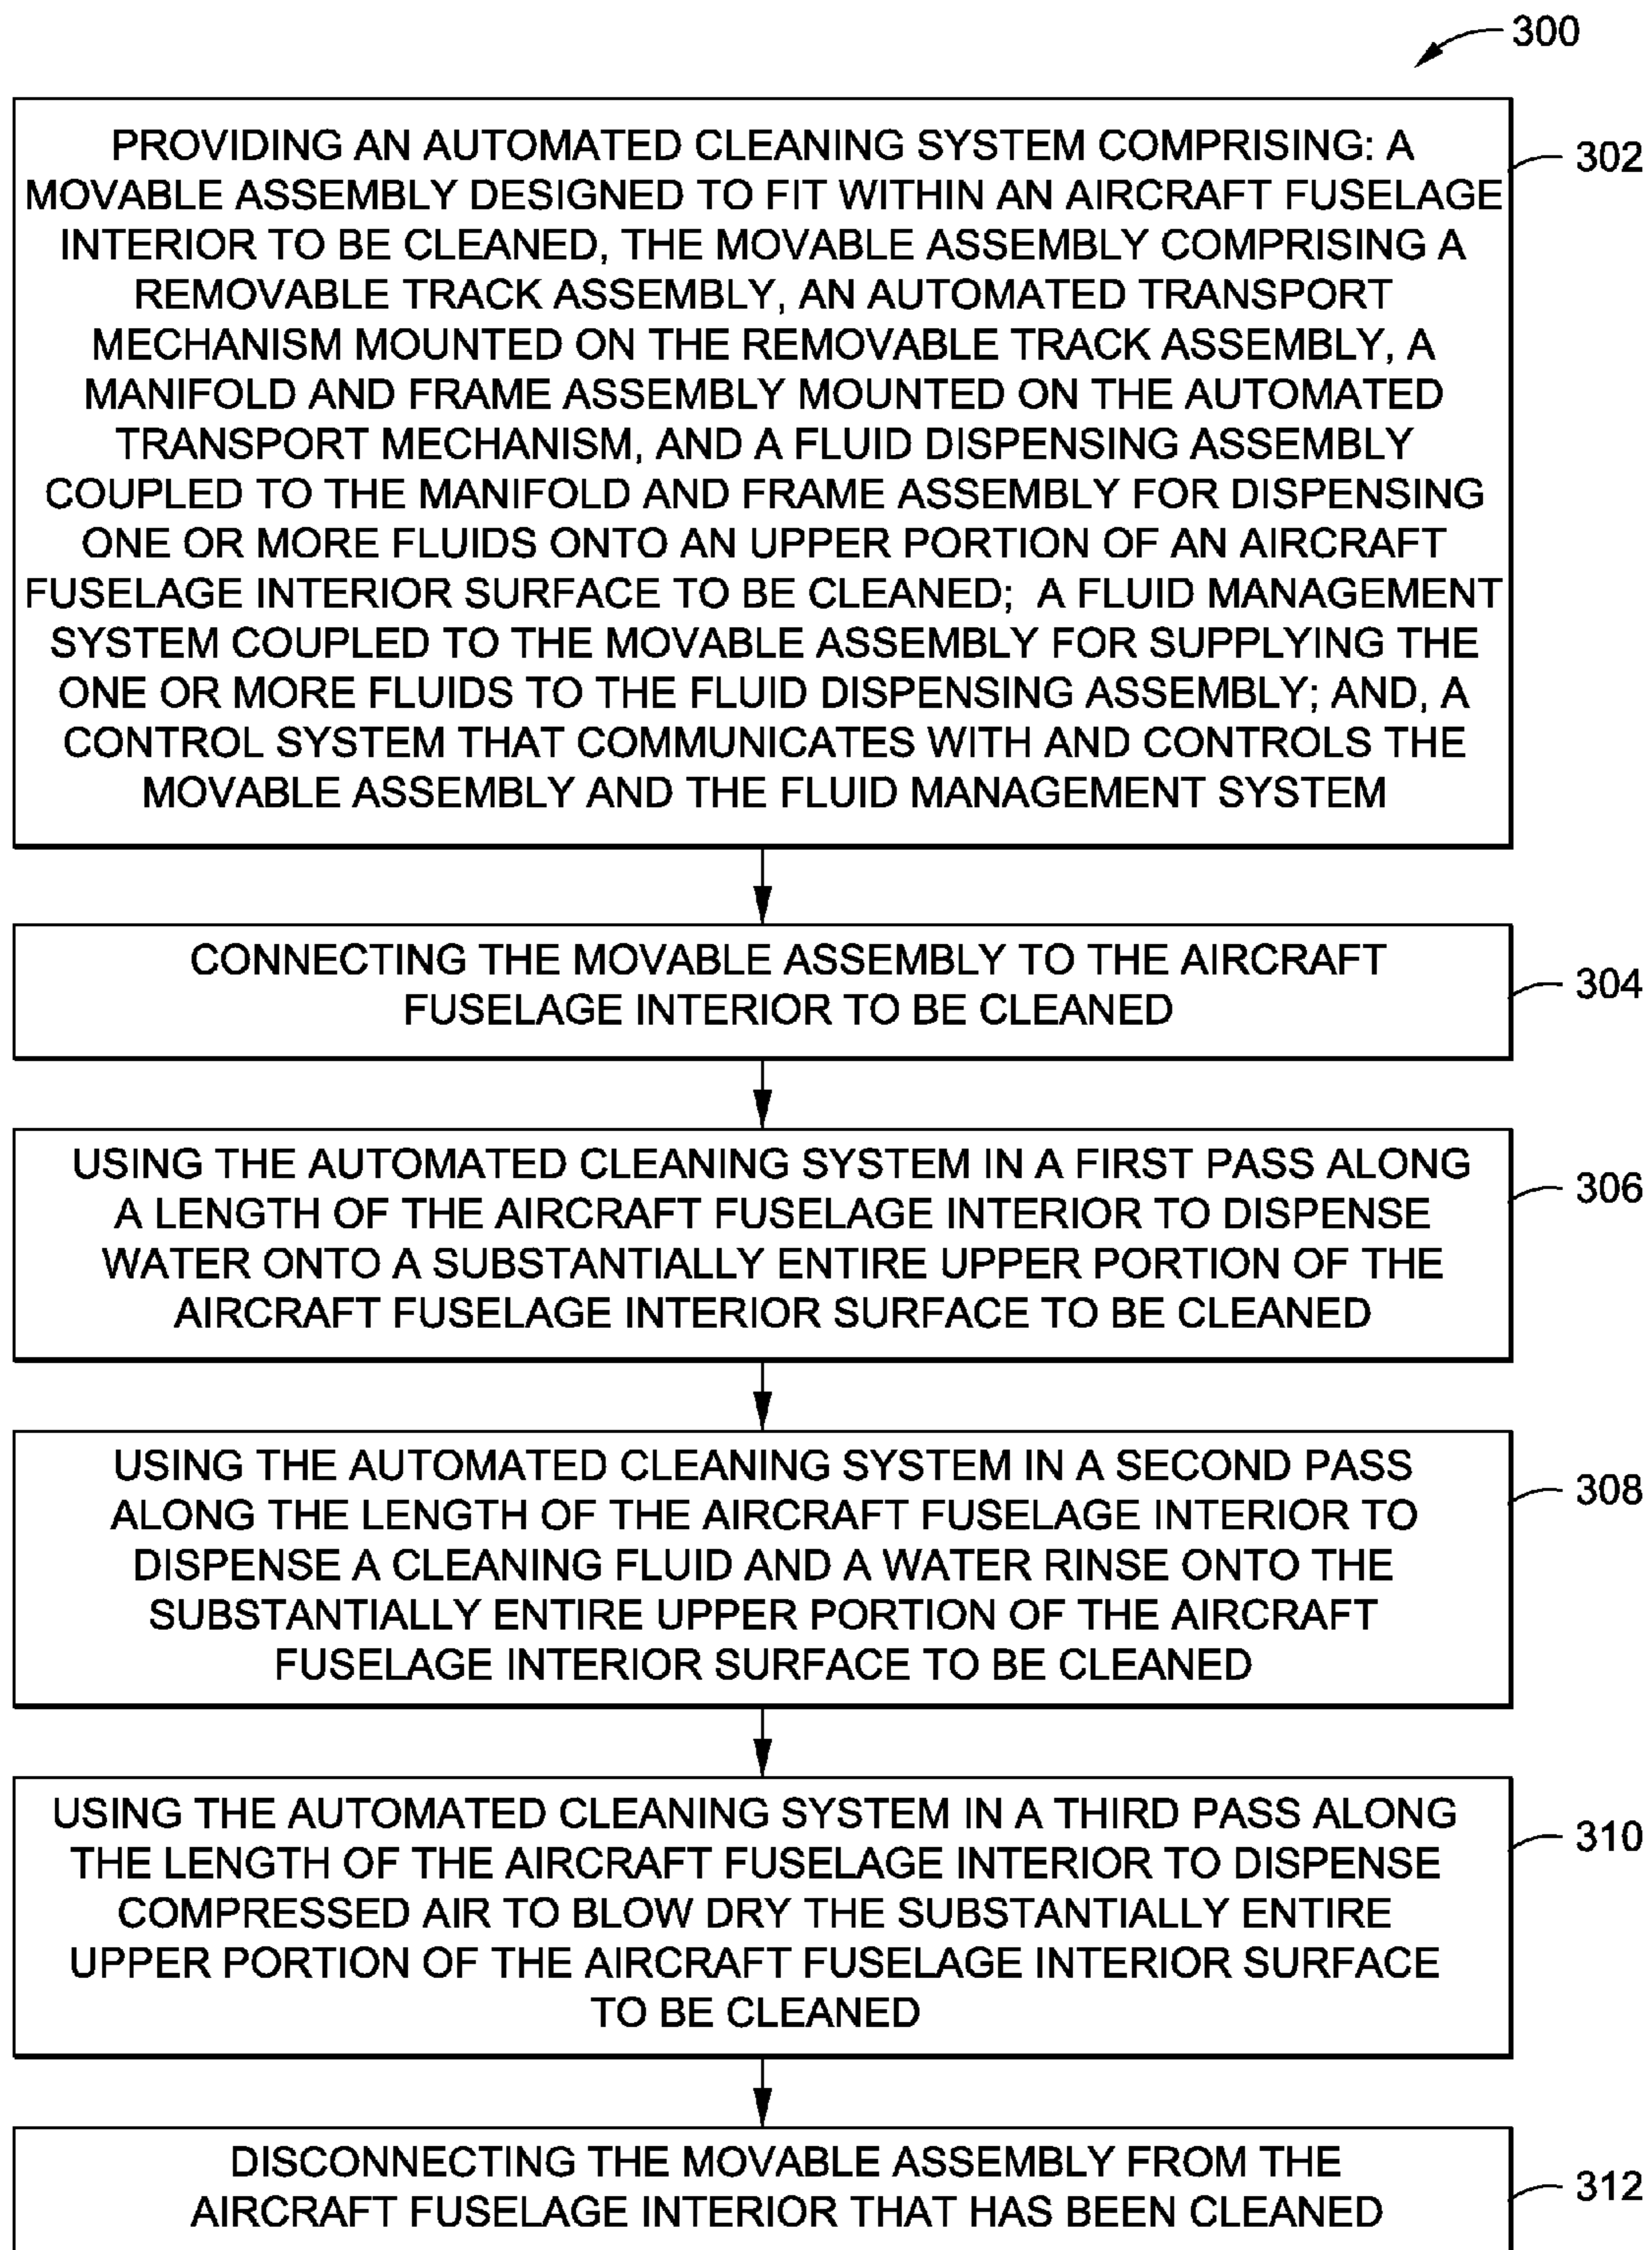 300
302
PROVIDING AN AUTOMATED CLEANING SYSTEM COMPRISING: A
MOVABLE ASSEMBLY DESIGNED TO FIT WITHIN AN AIRCRAFT FUSELAGE
INTERIOR TO BE CLEANED, THE MOVABLE ASSEMBLY COMPRISING A
REMOVABLE TRACK ASSEMBLY, AN AUTOMATED TRANSPORT
MECHANISM MOUNTED ON THE REMOVABLE TRACK ASSEMBLY, A
MANIFOLD AND FRAME ASSEMBLY MOUNTED ON THE AUTOMATED
TRANSPORT MECHANISM, AND A FLUID DISPENSING ASSEMBLY
COUPLED TO THE MANIFOLD AND FRAME ASSEMBLY FOR DISPENSING
ONE OR MORE FLUIDS ONTO AN UPPER PORTION OF AN AIRCRAFT
FUSELAGE INTERIOR SURFACE TO BE CLEANED; A FLUID MANAGEMENT
SYSTEM COUPLED TO THE MOVABLE ASSEMBLY FOR SUPPLYING THE
ONE OR MORE FLUIDS TO THE FLUID DISPENSING ASSEMBLY; AND, A
CONTROL SYSTEM THAT COMMUNICATES WITH AND CONTROLS THE
MOVABLE ASSEMBLY AND THE FLUID MANAGEMENT SYSTEM
304
CONNECTING THE MOVABLE ASSEMBLY TO THE AIRCRAFT
FUSELAGE INTERIOR TO BE CLEANED
306
USING THE AUTOMATED CLEANING SYSTEM IN A FIRST PASS ALONG
A LENGTH OF THE AIRCRAFT FUSELAGE INTERIOR TO DISPENSE
WATER ONTO A SUBSTANTIALLY ENTIRE UPPER PORTION OF THE
AIRCRAFT FUSELAGE INTERIOR SURFACE TO BE CLEANED
308
USING THE AUTOMATED CLEANING SYSTEM IN A SECOND PASS
ALONG THE LENGTH OF THE AIRCRAFT FUSELAGE INTERIOR TO
DISPENSE A CLEANING FLUID AND A WATER RINSE ONTO THE
SUBSTANTIALLY ENTIRE UPPER PORTION OF THE AIRCRAFT
FUSELAGE INTERIOR SURFACE TO BE CLEANED
310
USING THE AUTOMATED CLEANING SYSTEM IN A THIRD PASS ALONG
THE LENGTH OF THE AIRCRAFT FUSELAGE INTERIOR TO DISPENSE
COMPRESSED AIR TO BLOW DRY THE SUBSTANTIALLY ENTIRE
UPPER PORTION OF THE AIRCRAFT FUSELAGE INTERIOR SURFACE
TO BE CLEANED
312
DISCONNECTING THE MOVABLE ASSEMBLY FROM THE
AIRCRAFT FUSELAGE INTERIOR THAT HAS BEEN CLEANED